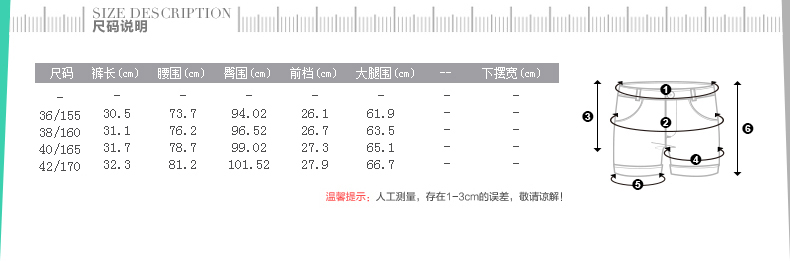 SIZE DESCRIPTION
尺码说明
尺码 裤长(cm) 腰围(cm) 臀围(cm) 前裆(cm) 大腿围(cm) -- 下摆宽(cm)
- - - - - - - -
36/155 30.5 73.7 94.02 26.1 61.9 - -
38/160 31.1 76.2 96.52 26.7 63.5 - -
40/165 31.7 78.7 99.02 27.3 65.1 - -
42/170 32.3 81.2 101.52 27.9 66.7 - -
温馨提示：人工测量，存在1-3cm的误差，敬请谅解！
1
3
2
6
4
5